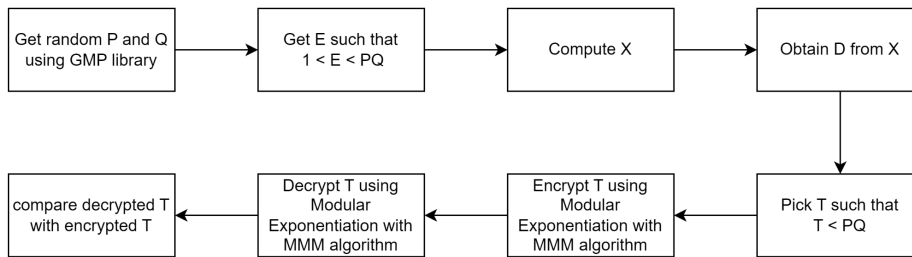 Get random P and Q
using GMP library
Get E such that
1 < E < PQ
Compute X
Obtain D from X
Pick T such that
T < PQ
Encrypt T using
Modular
Exponentiation with
MMM algorithm
Decrypt T using
Modular
Exponentiation with
MMM algorithm
compare decrypted T
with encrypted T